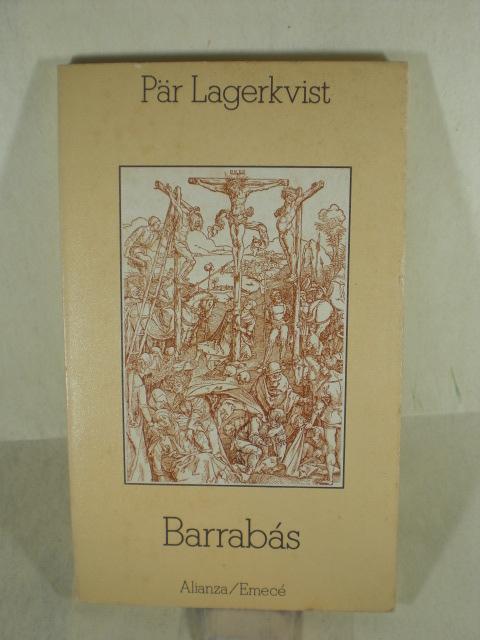 Pär Lagerkvist
Barrabás
Alianza/Emecé